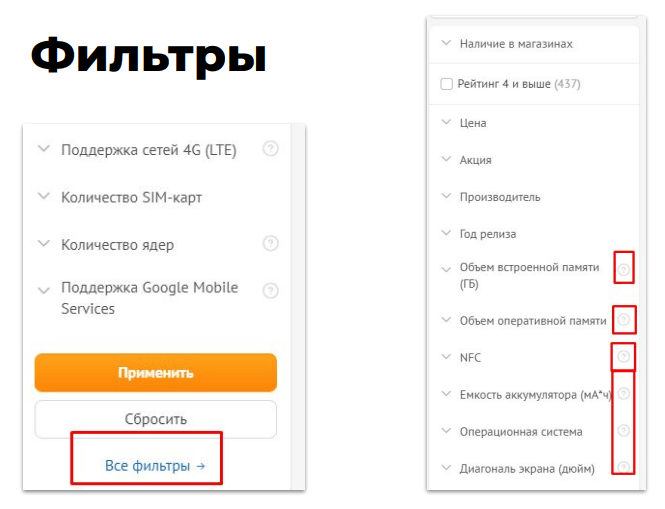 Фильтры
Поддержка сетей 4G (LTE) ?
Количество SIM-карт
Количество ядер ?
Поддержка Google Mobile ?
Services
Применить
Сбросить
Все фильтры →
Наличие в магазинах
Рейтинг 4 и выше (437)
Цена
Акция
Производитель
Год релиза
Объем встроенной памяти ?
(ГБ)
Объем оперативной памяти ?
NFC ?
Емкость аккумулятора (мА*ч) ?
Операционная система ?
Диагональ экрана (дюйм) ?